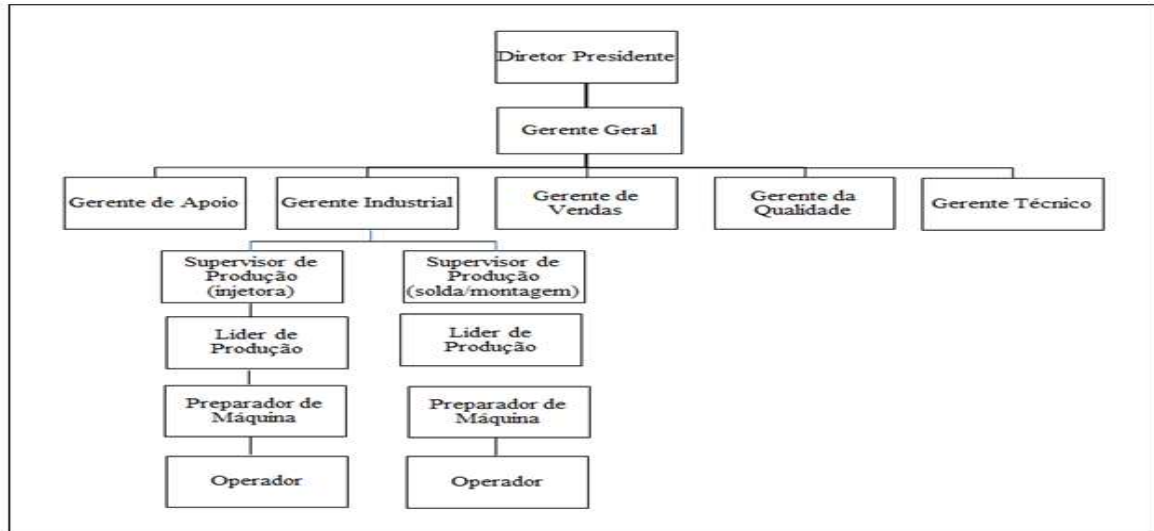 Diretor Presidente
Gerente Geral
Gerente de Apoio
Gerente Industrial
Gerente de
Vendas
Gerente da
Qualidade
Gerente Técnico
Supervisor de
Produção
(injetora)
Supervisor de
Produção
(solda/montagem)
Líder de
Produção
Líder de
Produção
Preparador de
Máquina
Preparador de
Máquina
Operador
Operador